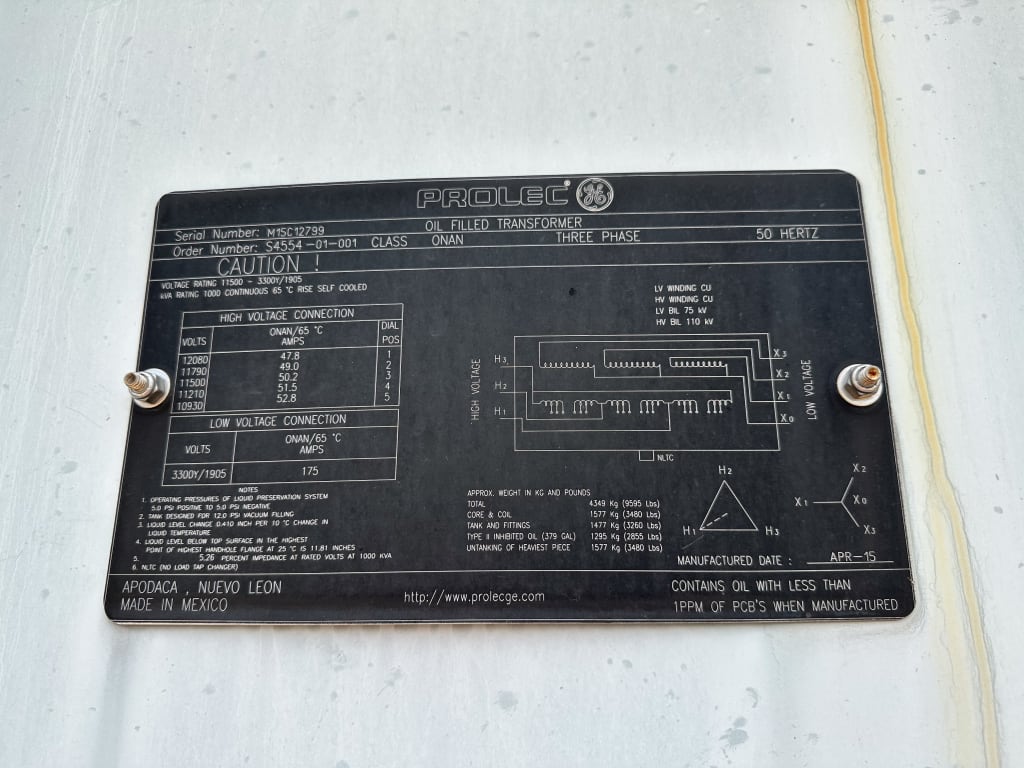 PROLEC
OIL FILLED TRANSFORMER
Serial Number: M15C12799
Order Number: S4554-01-001 CLASS ONAN THREE PHASE 50 HERTZ
CAUTION !
VOLTAGE RATING 11500 - 3300Y/1905
kVA RATING 1000 CONTINUOUS 65 °C RISE SELF COOLED
HIGH VOLTAGE CONNECTION
VOLTS ONAN/65 °C AMPS DIAL POS
12080 47.8 1
11790 49.0 2
11500 50.2 3
11210 51.5 4
10930 52.8 5
LOW VOLTAGE CONNECTION
VOLTS ONAN/65 °C AMPS
3300Y/1905 175
NOTES
1. OPERATING PRESSURES OF LIQUID PRESERVATION SYSTEM
5.0 PSI POSITIVE TO 5.0 PSI NEGATIVE
2. TANK DESIGNED FOR 12.0 PSI VACUUM FILLING
3. LIQUID LEVEL CHANGE 0.410 INCH PER 10 °C CHANGE IN
LIQUID TEMPERATURE
4. LIQUID LEVEL BELOW TOP SURFACE IN THE HIGHEST
POINT OF HIGHEST HANDHOLE FLANGE AT 25 °C IS 11.81 INCHES
5. 5.26 PERCENT IMPEDANCE AT RATED VOLTS AT 1000 KVA
6. NLTC (NO LOAD TAP CHANGER)
LV WINDING CU
HV WINDING CU
LV BIL 75 kV
HV BIL 110 kV
HIGH VOLTAGE
H3
H2
H1
X3
X2
X1
X0
LOW VOLTAGE
NLTC
APPROX. WEIGHT IN KG AND POUNDS
TOTAL 4349 Kg (9595 Lbs)
CORE & COIL 1577 Kg (3480 Lbs)
TANK AND FITTINGS 1477 Kg (3260 Lbs)
TYPE II INHIBITED OIL (379 GAL) 1295 Kg (2855 Lbs)
UNTANKING OF HEAVIEST PIECE 1577 Kg (3480 Lbs)
H2
H1 H3
X2
X1 X0
X3
MANUFACTURED DATE : APR-15
APODACA , NUEVO LEON
MADE IN MEXICO
http://www.prolecge.com
CONTAINS OIL WITH LESS THAN
1PPM OF PCB'S WHEN MANUFACTURED